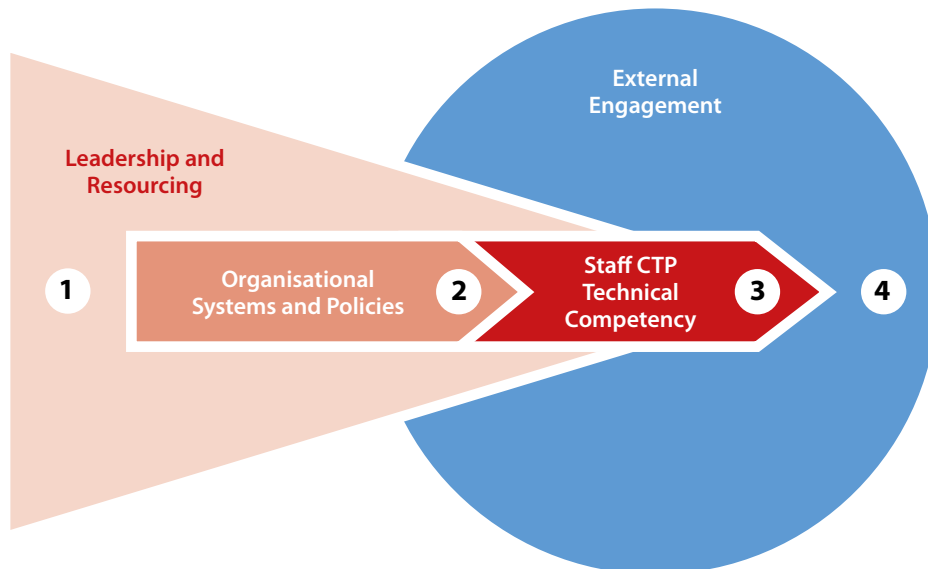 External
Engagement
Leadership and
Resourcing
1
Organisational
Systems and Policies
2
Staff CTP
Technical
Competency
3
4